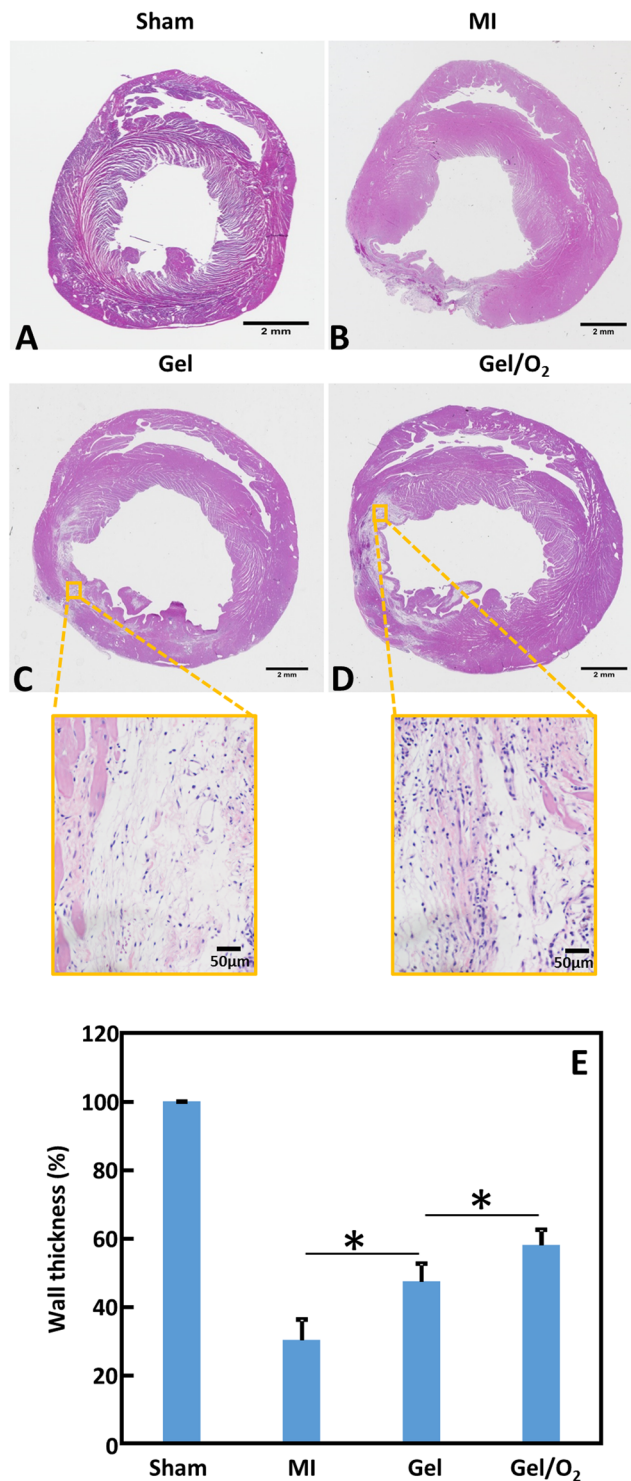 Sham
MI
A
2 mm
B
2 mm
Gel
Gel/O₂
C
2 mm
D
2 mm
50µm
50µm
E
Wall thickness (%)
120
100
80
60
40
20
0
*
*
Sham
MI
Gel
Gel/O₂